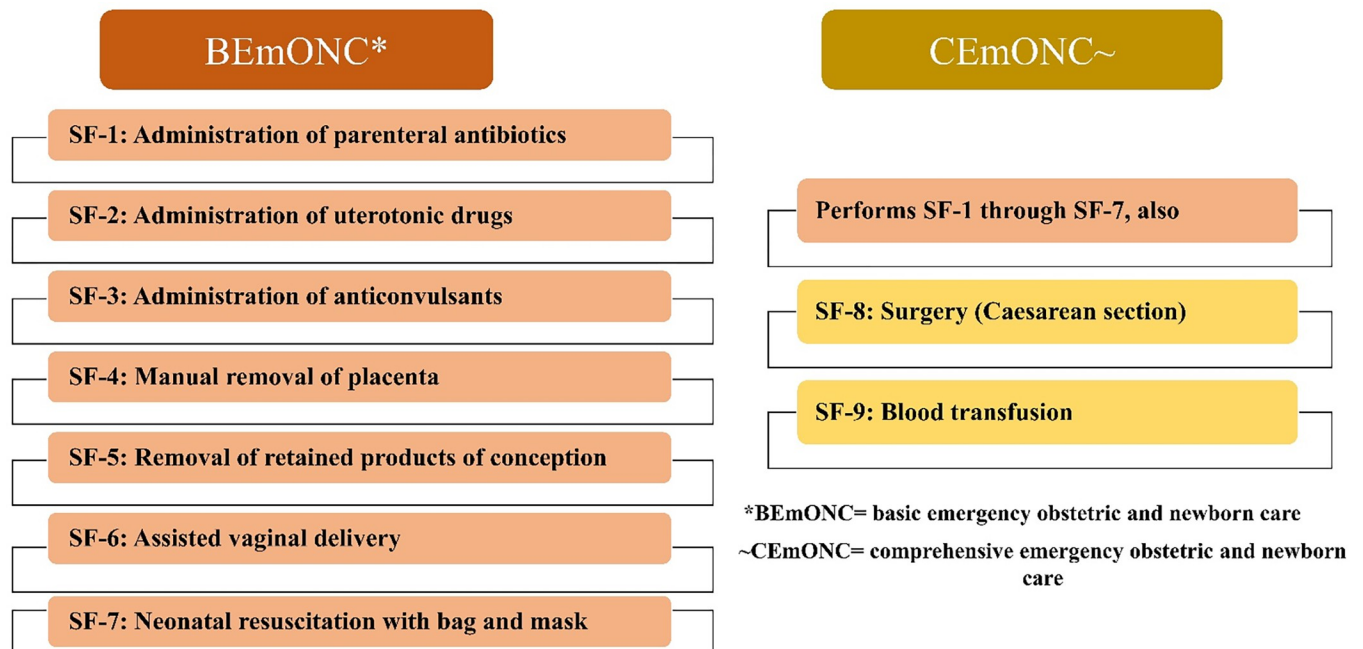 BEmONC*
SF-1: Administration of parenteral antibiotics
SF-2: Administration of uterotonic drugs
SF-3: Administration of anticonvulsants
SF-4: Manual removal of placenta
SF-5: Removal of retained products of conception
SF-6: Assisted vaginal delivery
SF-7: Neonatal resuscitation with bag and mask
CEmONC~
Performs SF-1 through SF-7, also
SF-8: Surgery (Caesarean section)
SF-9: Blood transfusion
*BEmONC= basic emergency obstetric and newborn care
~CEmONC= comprehensive emergency obstetric and newborn
care